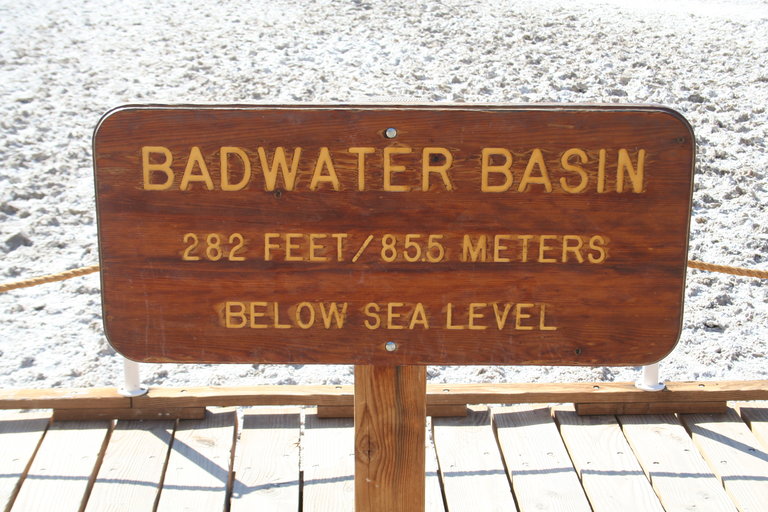 BADWATER BASIN
282 FEET/85.5 METERS
BELOW SEA LEVEL